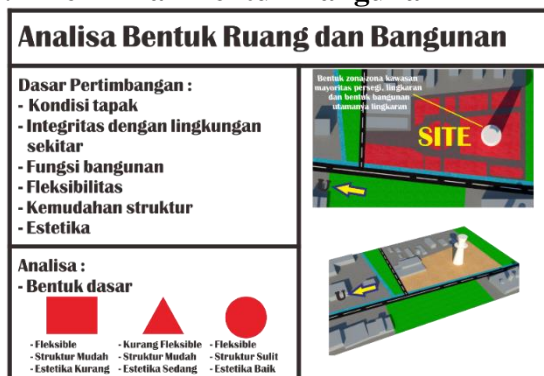 Analisa Bentuk Ruang dan Bangunan
Dasar Pertimbangan :
- Kondisi tapak
- Integritas dengan lingkungan
sekitar
- Fungsi bangunan
- Fleksibilitas
- Kemudahan struktur
- Estetika
Analisa :
- Bentuk dasar
- Fleksible
- Struktur Mudah
- Estetika Kurang
- Kurang Fleksible
- Struktur Mudah
- Estetika Sedang
- Fleksible
- Struktur Sulit
- Estetika Baik
Bentuk zona-zona kawasan
mayoritas persegi, lingkaran
dan bentuk bangunan
utamanya lingkaran
SITE
U
U